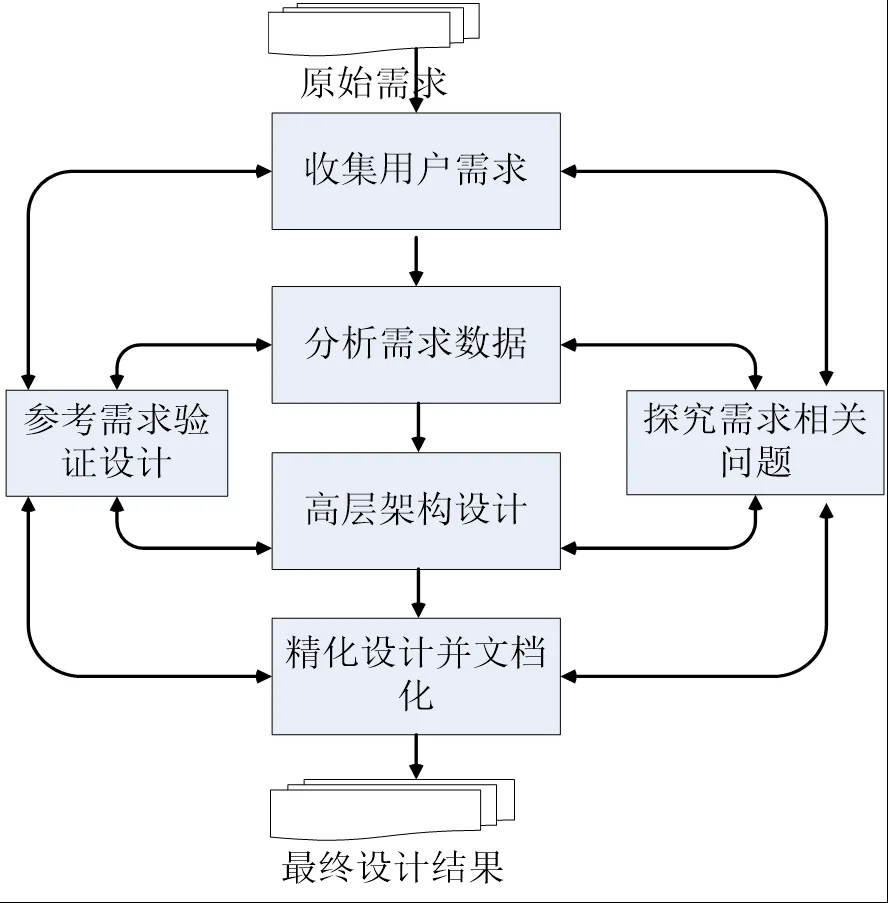 原始需求
收集用户需求
分析需求数据
参考需求验
证设计
探究需求相关
问题
高层架构设计
精化设计并文档
化
最终设计结果